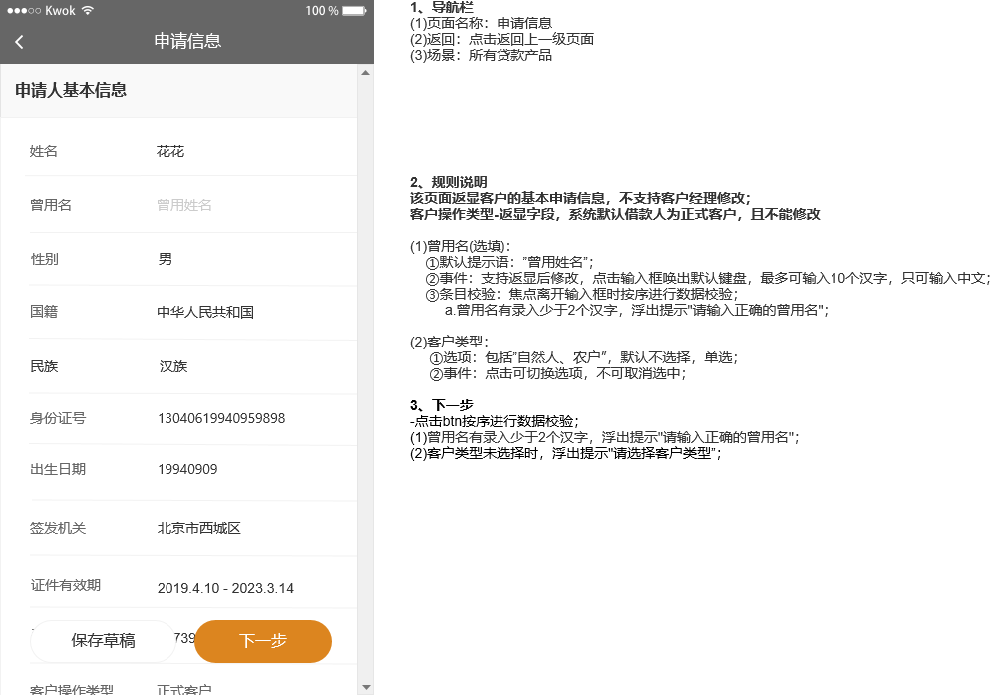 ●●●○○ Kwok 100 %
申请信息
申请人基本信息
姓名 花花
曾用名 曾用姓名
性别 男
国籍 中华人民共和国
民族 汉族
身份证号 13040619940959898
出生日期 19940909
签发机关 北京市西城区
证件有效期 2019.4.10 - 2023.3.14
739
保存草稿 下一步
客户操作类型 正式客户
1、导航栏
(1)页面名称：申请信息
(2)返回：点击返回上一级页面
(3)场景：所有贷款产品
2、规则说明
该页面返显客户的基本申请信息，不支持客户经理修改；
客户操作类型-返显字段，系统默认借款人为正式客户，且不能修改
(1)曾用名(选填)：
①默认提示语："曾用姓名"；
②事件：支持返显后修改，点击输入框唤出默认键盘，最多可输入10个汉字，只可输入中文；
③条目校验：焦点离开输入框时按序进行数据校验；
a.曾用名有录入少于2个汉字，浮出提示"请输入正确的曾用名"；
(2)客户类型：
①选项：包括"自然人、农户"，默认不选择，单选；
②事件：点击可切换选项，不可取消选中；
3、下一步
-点击btn按序进行数据校验；
(1)曾用名有录入少于2个汉字，浮出提示"请输入正确的曾用名"；
(2)客户类型未选择时，浮出提示"请选择客户类型"；